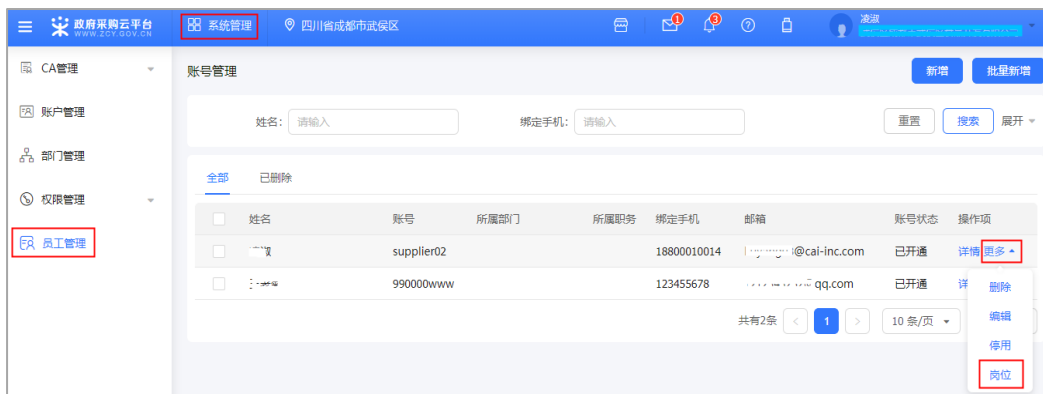 政府采购云平台
WWW.ZCY.GOV.CN
系统管理
四川省成都市武侯区
1
3
凌淑
CA管理
账户管理
部门管理
权限管理
员工管理
账号管理
新增
批量新增
姓名： 请输入
绑定手机： 请输入
重置
搜索
展开
全部
已删除
姓名 账号 所属部门 所属职务 绑定手机 邮箱 账号状态 操作项
supplier02 18800010014 @cai-inc.com 已开通 详情 更多
990000www 123455678 qq.com 已开通 详
共有2条 < 1 > 10 条/页
删除
编辑
停用
岗位